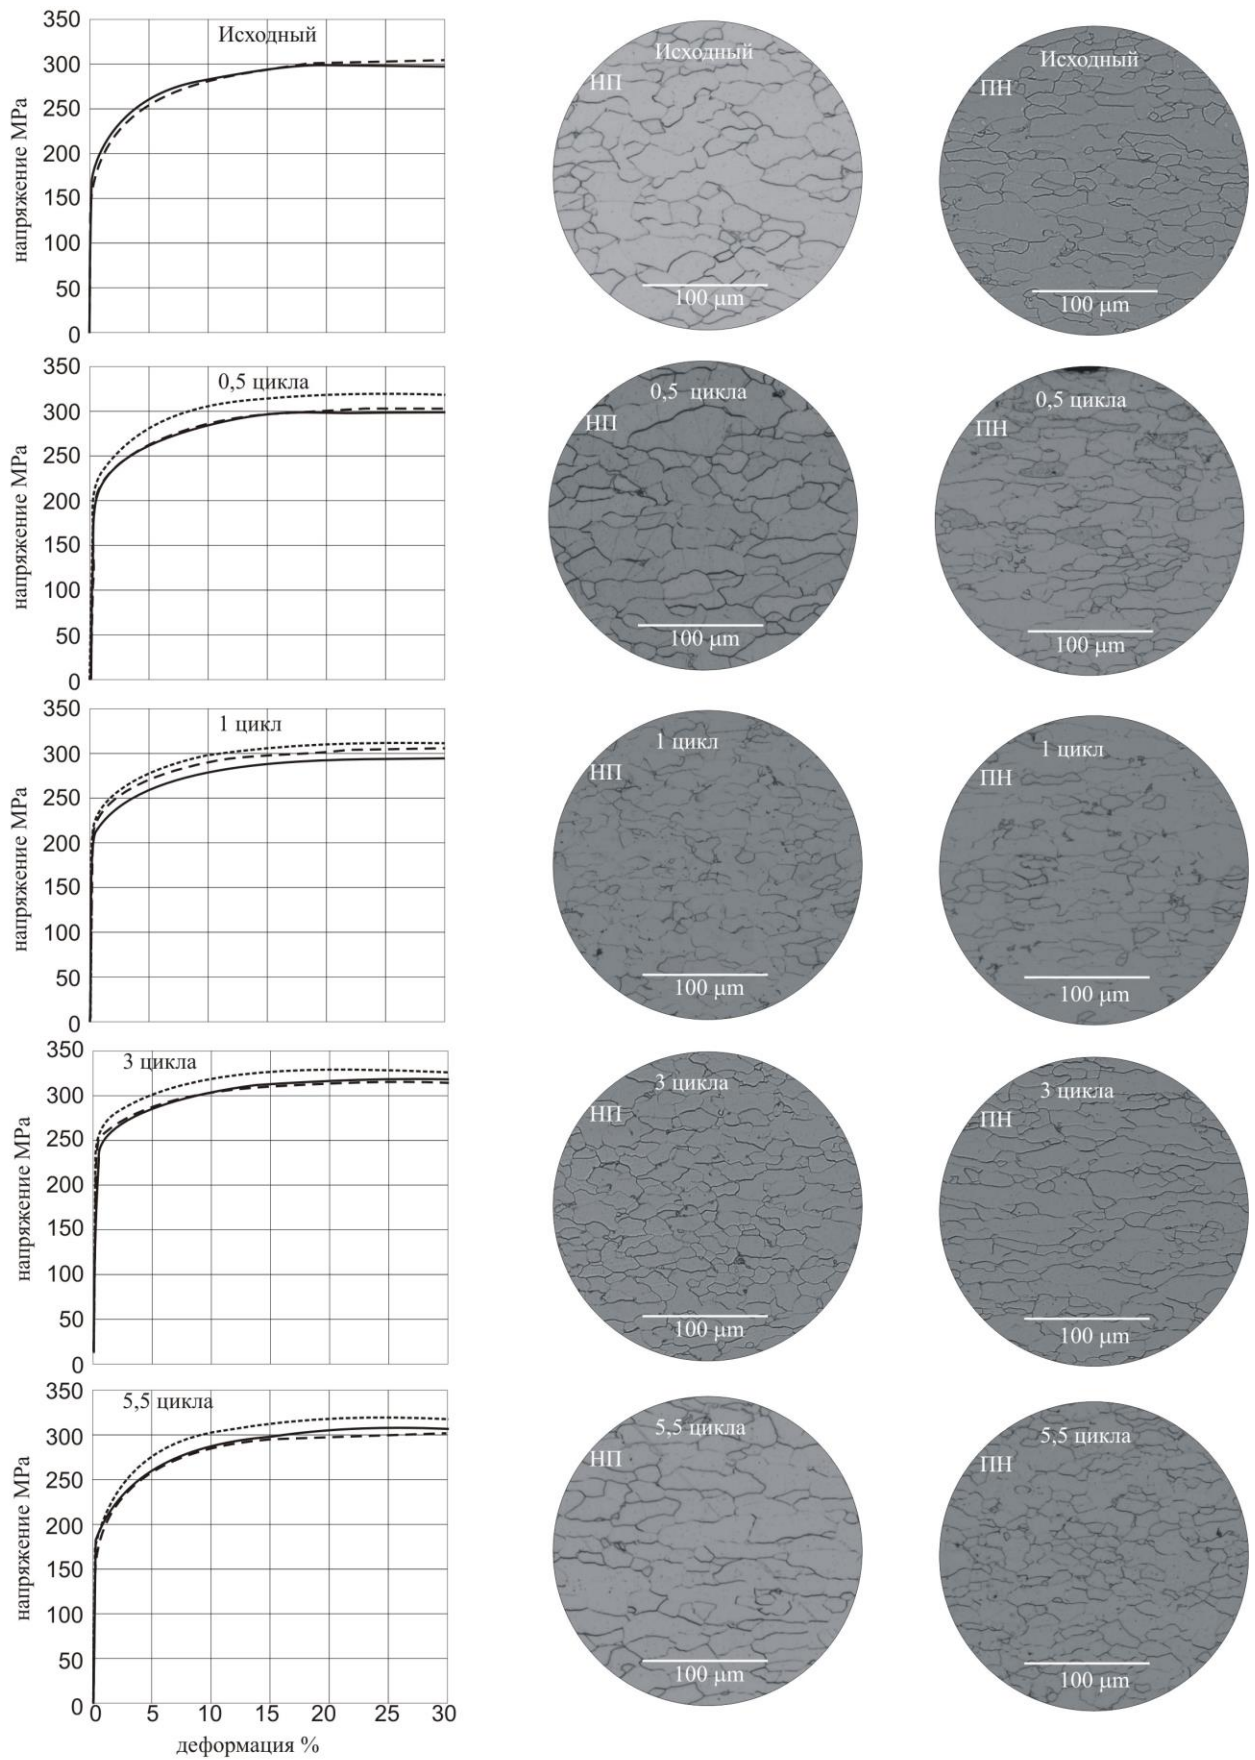 350
300
250
200
150
100
50
0
напряжение MPa
Исходный
Исходный
НП
100 μm
Исходный
ПН
100 μm
350
300
250
200
150
100
50
0
напряжение MPa
0,5 цикла
0,5 цикла
НП
100 μm
0,5 цикла
ПН
100 μm
350
300
250
200
150
100
50
0
напряжение MPa
1 цикл
1 цикл
НП
100 μm
1 цикл
ПН
100 μm
350
300
250
200
150
100
50
0
напряжение MPa
3 цикла
3 цикла
НП
100 μm
3 цикла
ПН
100 μm
350
300
250
200
150
100
50
0
напряжение MPa
5,5 цикла
0 5 10 15 20 25 30
деформация %
5,5 цикла
НП
100 μm
5,5 цикла
ПН
100 μm